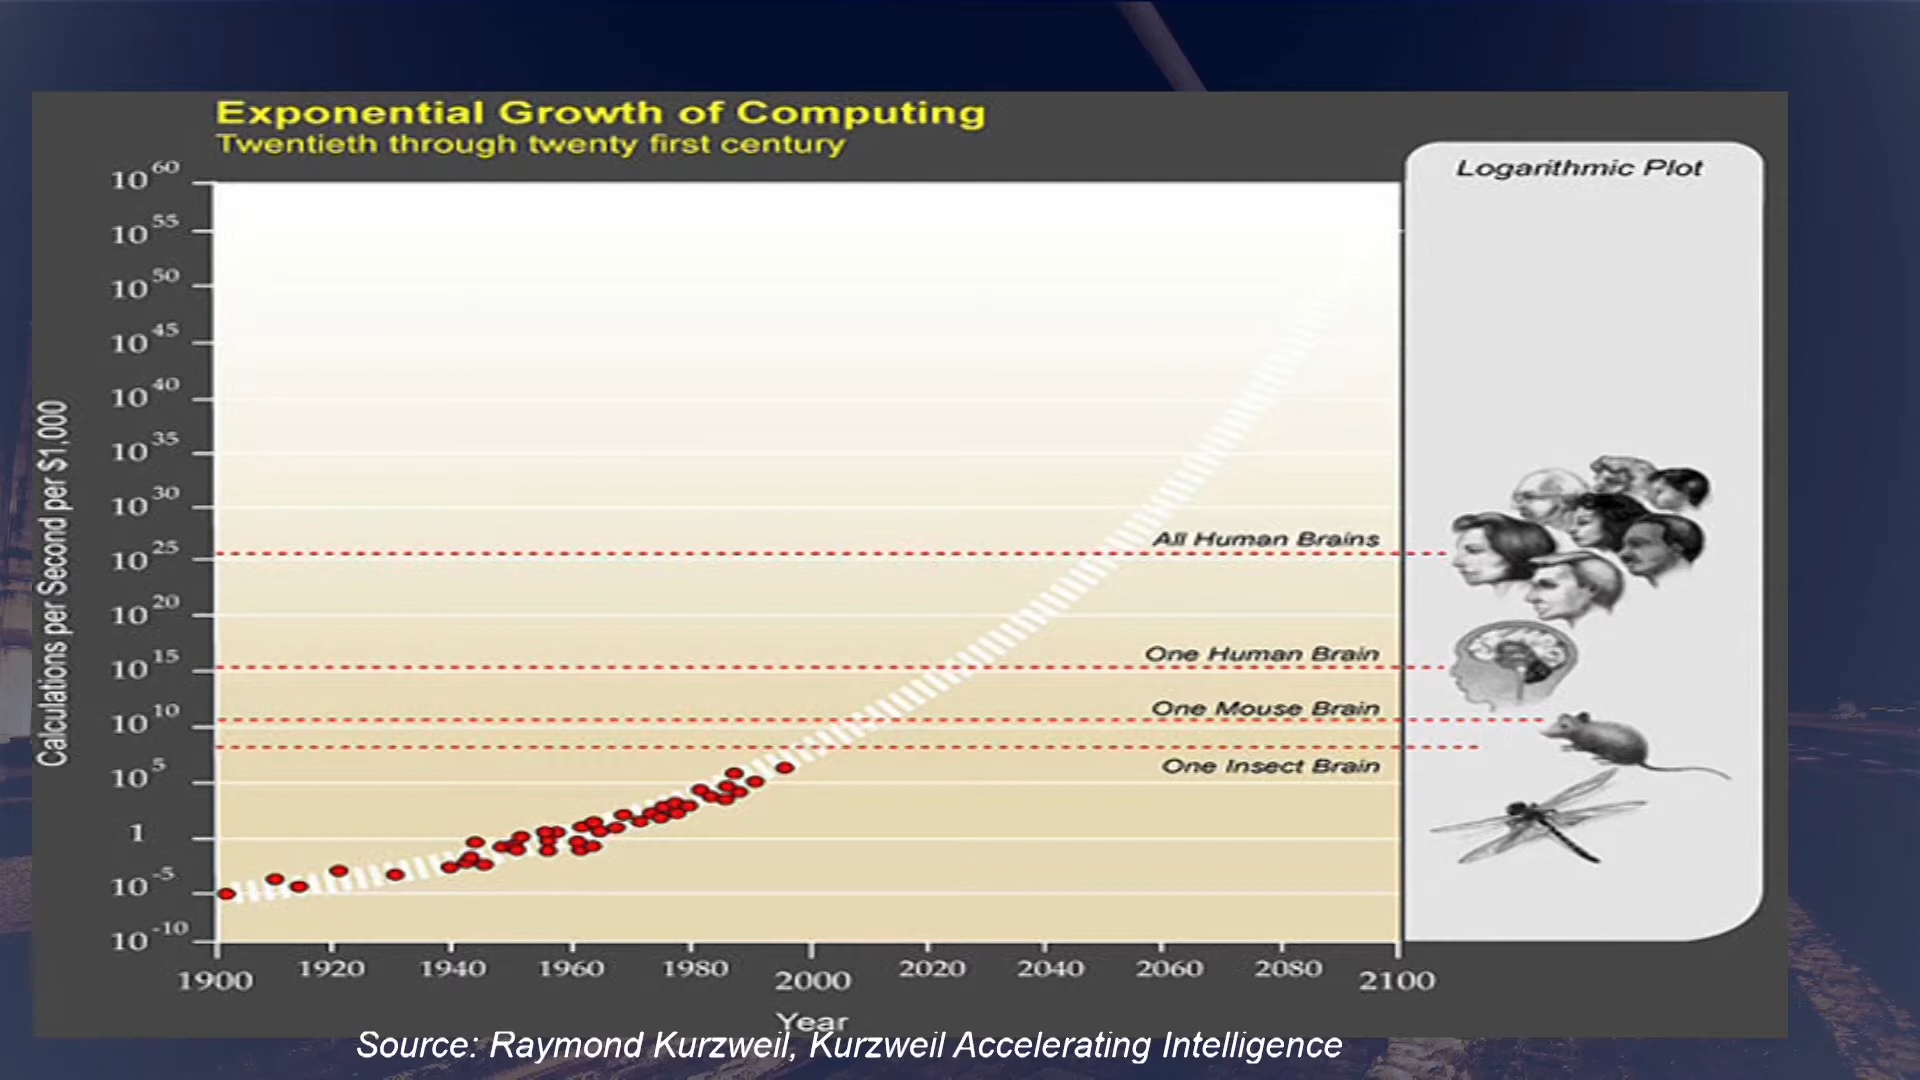 Exponential Growth of Computing
Twentieth through twenty first century
Logarithmic Plot
10^60
10^55
10^50
10^45
10^40
10^35
10^30
10^25
10^20
10^15
10^10
10^5
1
10^-5
10^-10
Calculations per Second per $1,000
All Human Brains
One Human Brain
One Mouse Brain
One Insect Brain
1900 1920 1940 1960 1980 2000 2020 2040 2060 2080 2100
Year
Source: Raymond Kurzweil, Kurzweil Accelerating Intelligence